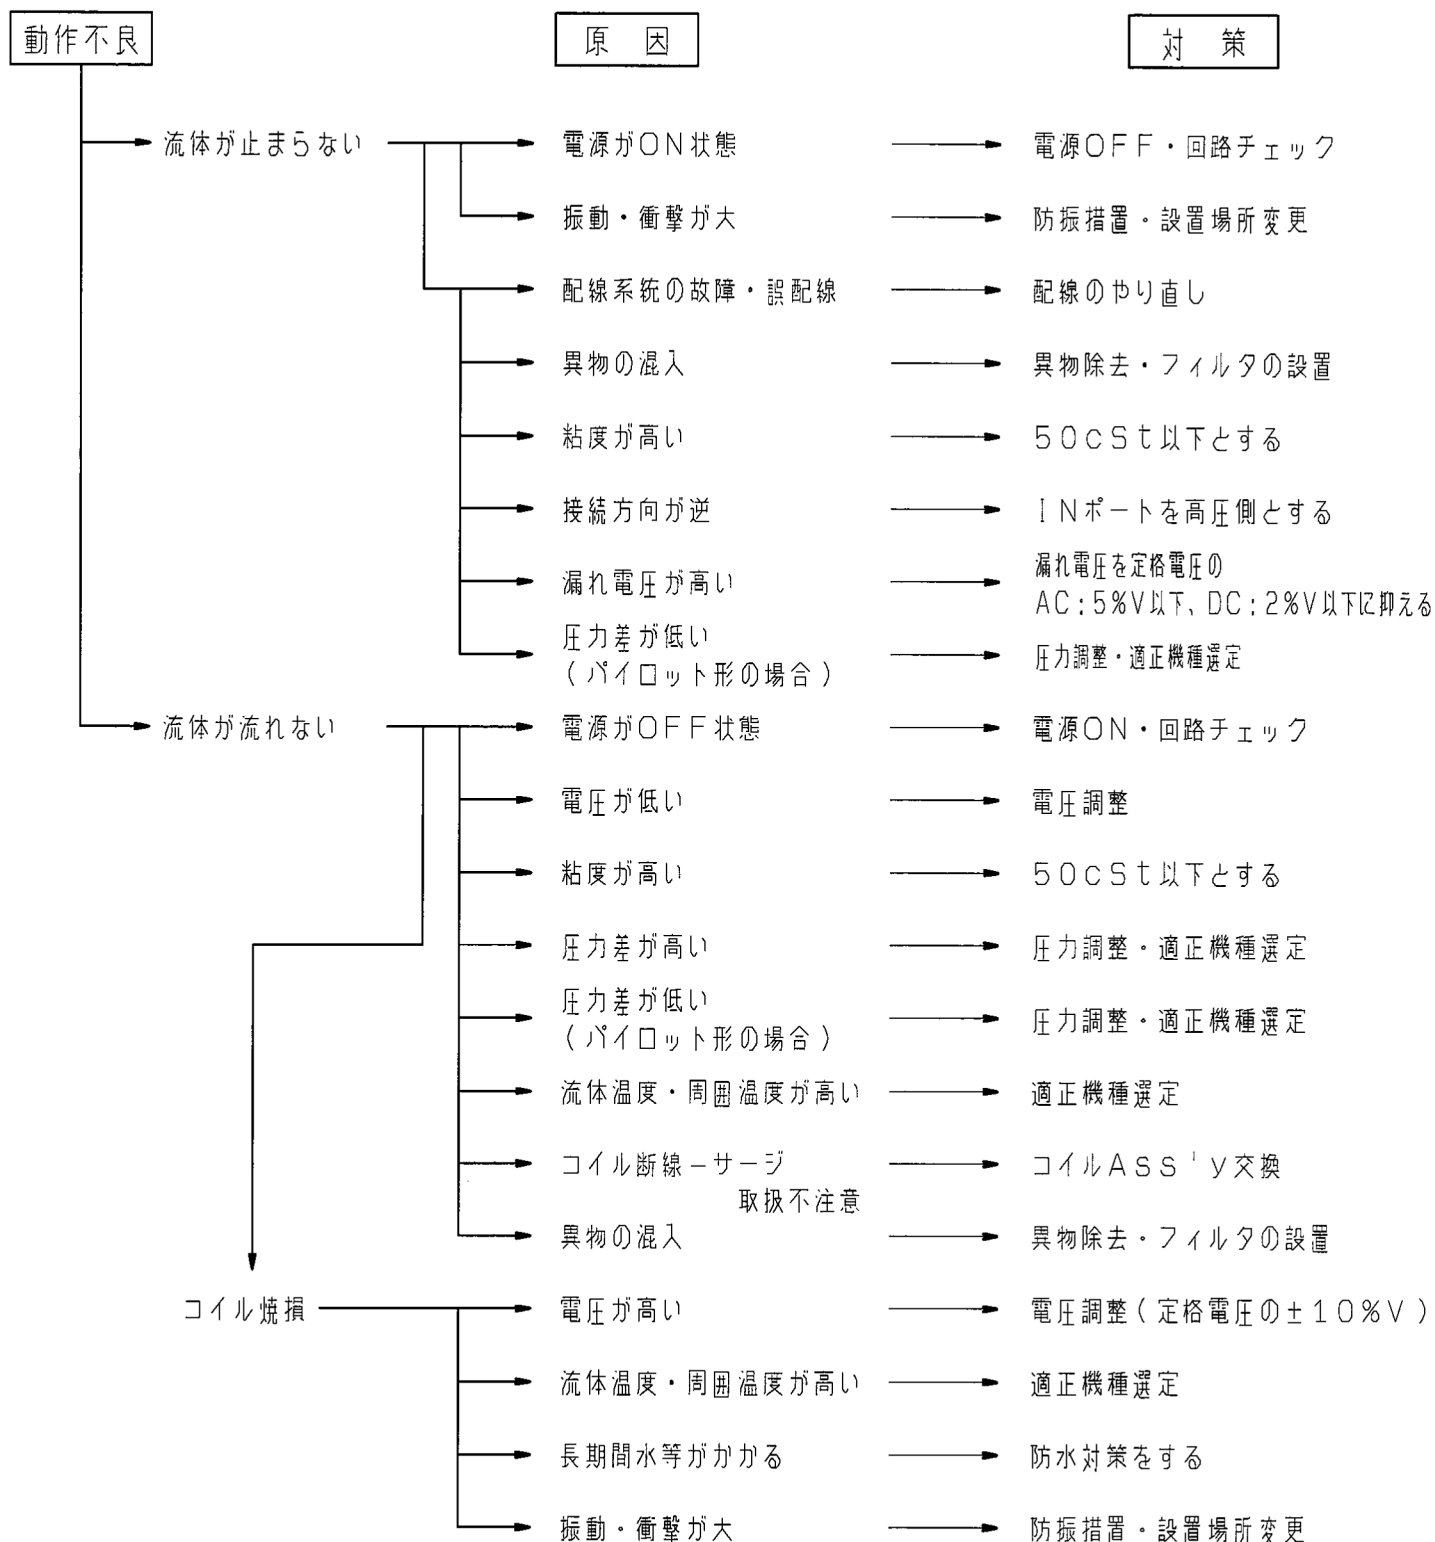 動作不良 原 因 対 策
流体が止まらない 電源がON状態 電源OFF・回路チェック
振動・衝撃が大 防振措置・設置場所変更
配線系統の故障・誤配線 配線のやり直し
異物の混入 異物除去・フィルタの設置
粘度が高い 50cSt以下とする
接続方向が逆 INポートを高圧側とする
漏れ電圧が高い 漏れ電圧を定格電圧の
AC:5%V以下、DC:2%V以下に抑える
圧力差が低い
(パイロット形の場合) 圧力調整・適正機種選定
流体が流れない 電源がOFF状態 電源ON・回路チェック
電圧が低い 電圧調整
粘度が高い 50cSt以下とする
圧力差が高い 圧力調整・適正機種選定
圧力差が低い
(パイロット形の場合) 圧力調整・適正機種選定
流体温度・周囲温度が高い 適正機種選定
コイル断線-サージ コイルAss'y交換
取扱不注意
異物の混入 異物除去・フィルタの設置
コイル焼損 電圧が高い 電圧調整(定格電圧の±10%V)
流体温度・周囲温度が高い 適正機種選定
長期間水等がかかる 防水対策をする
振動・衝撃が大 防振措置・設置場所変更